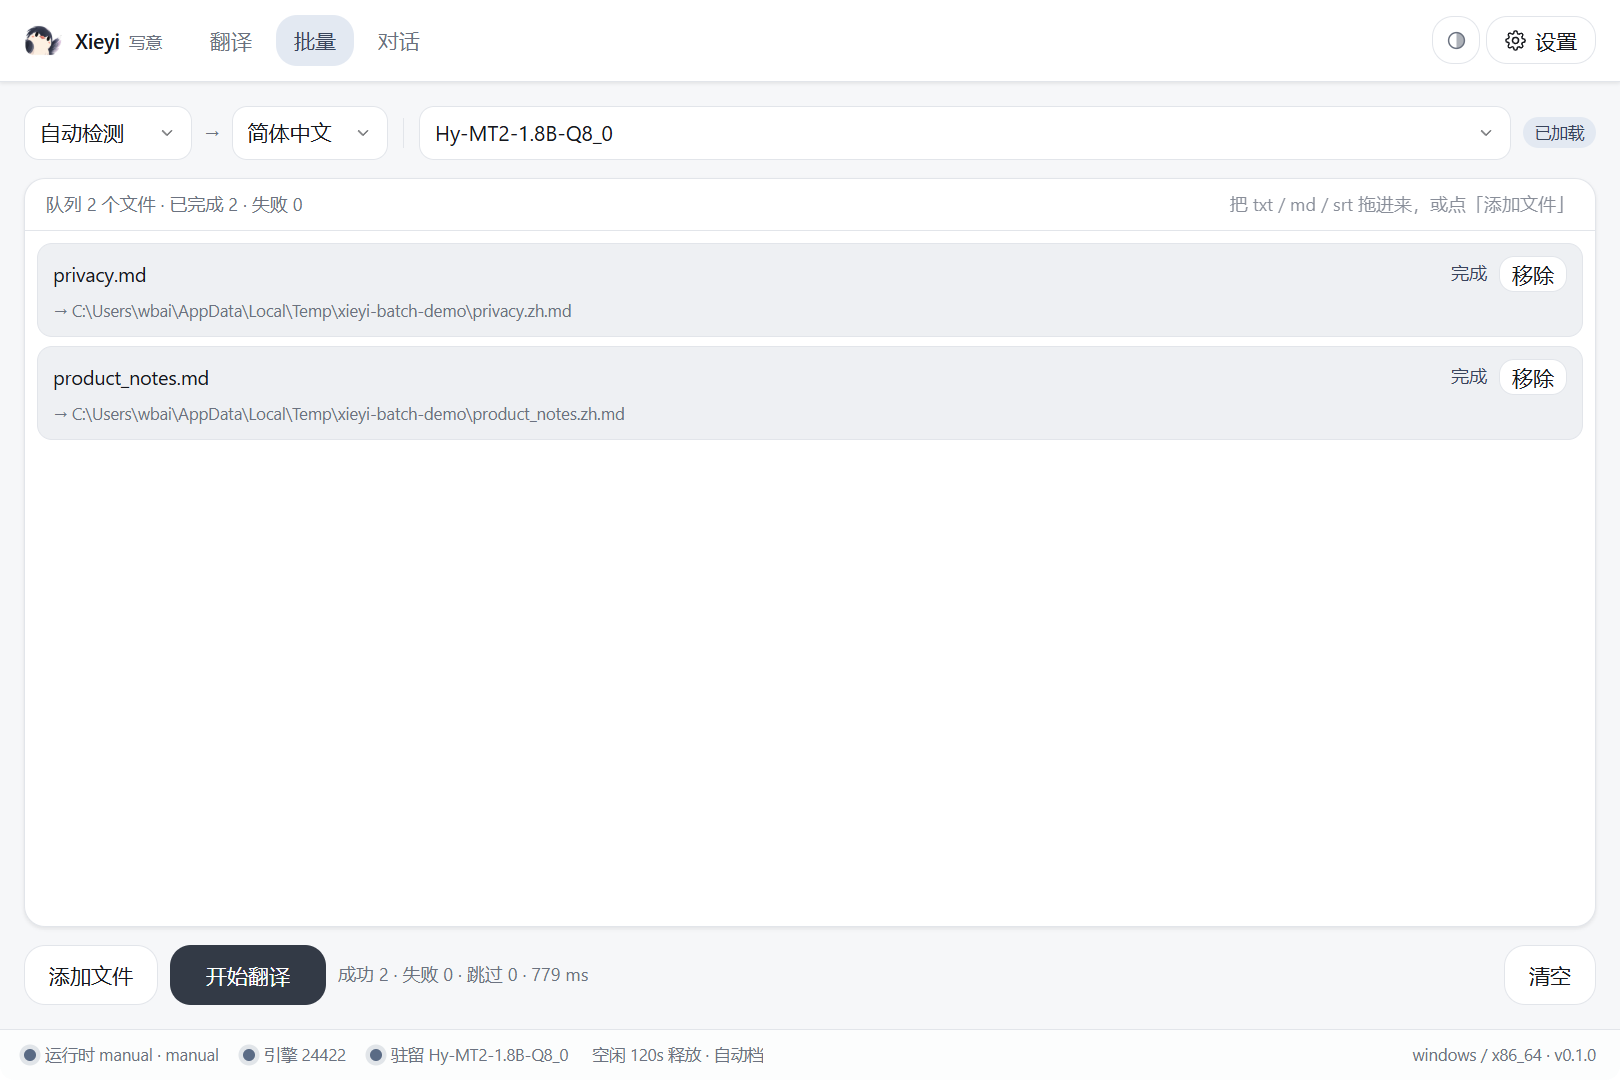 Xieyi 写意 翻译 批量 对话 设置
自动检测 → 简体中文 Hy-MT2-1.8B-Q8_0 已加载
队列 2 个文件 · 已完成 2 · 失败 0 把 txt / md / srt 拖进来，或点「添加文件」
privacy.md 完成 移除
→ C:\Users\wbai\AppData\Local\Temp\xieyi-batch-demo\privacy.zh.md
product_notes.md 完成 移除
→ C:\Users\wbai\AppData\Local\Temp\xieyi-batch-demo\product_notes.zh.md
添加文件 开始翻译 成功 2 · 失败 0 · 跳过 0 · 779 ms 清空
运行时 manual · manual 引擎 24422 驻留 Hy-MT2-1.8B-Q8_0 空闲 120s 释放 · 自动档 windows / x86_64 · v0.1.0